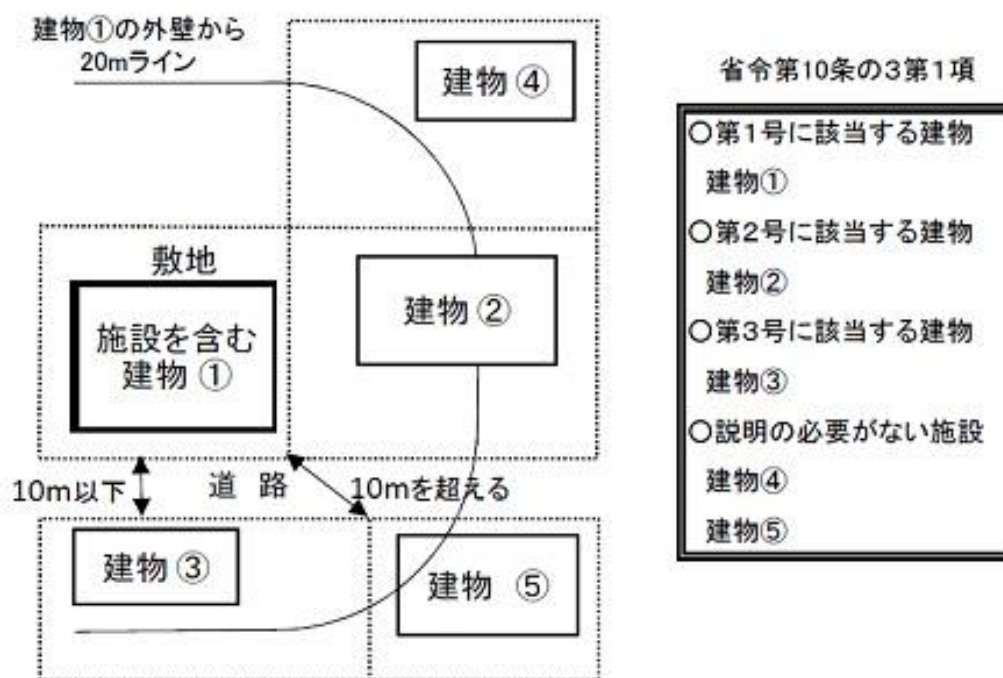 建物①の外壁から
20mライン
建物④
敷地
施設を含む
建物①
建物②
10m以下
道路
10mを超える
建物③
建物⑤
省令第10条の3第1項
○第1号に該当する建物
建物①
○第2号に該当する建物
建物②
○第3号に該当する建物
建物③
○説明の必要がない施設
建物④
建物⑤